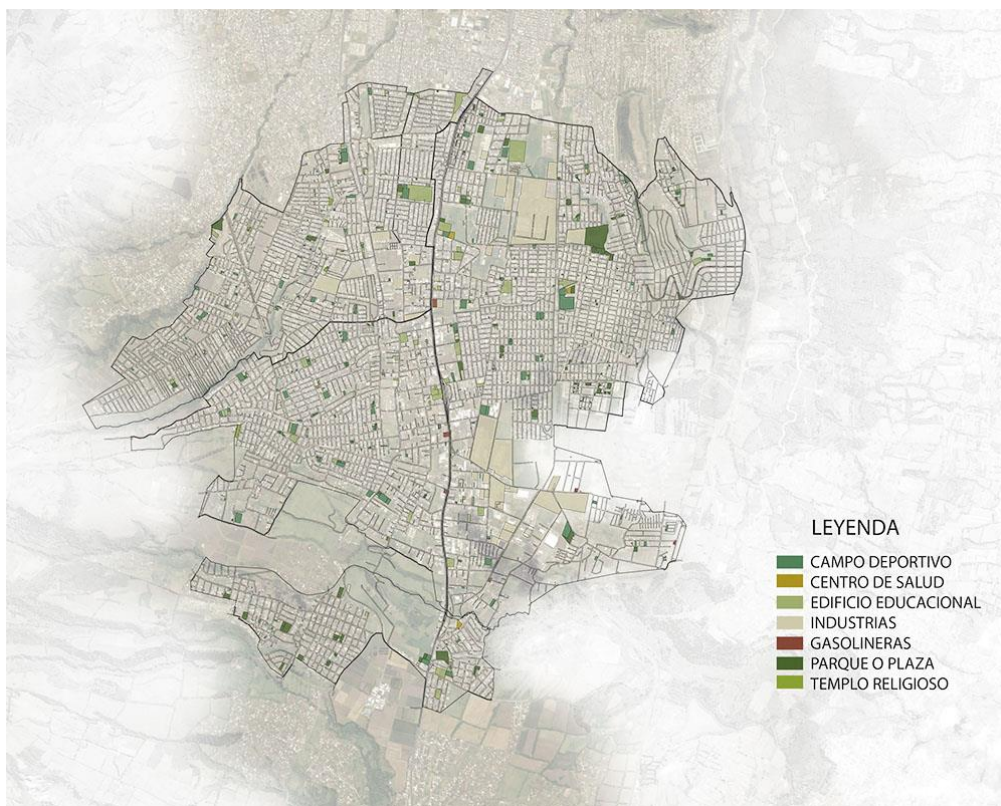 LEYENDA
CAMPO DEPORTIVO
CENTRO DE SALUD
EDIFICIO EDUCACIONAL
INDUSTRIAS
GASOLINERAS
PARQUE O PLAZA
TEMPLO RELIGIOSO